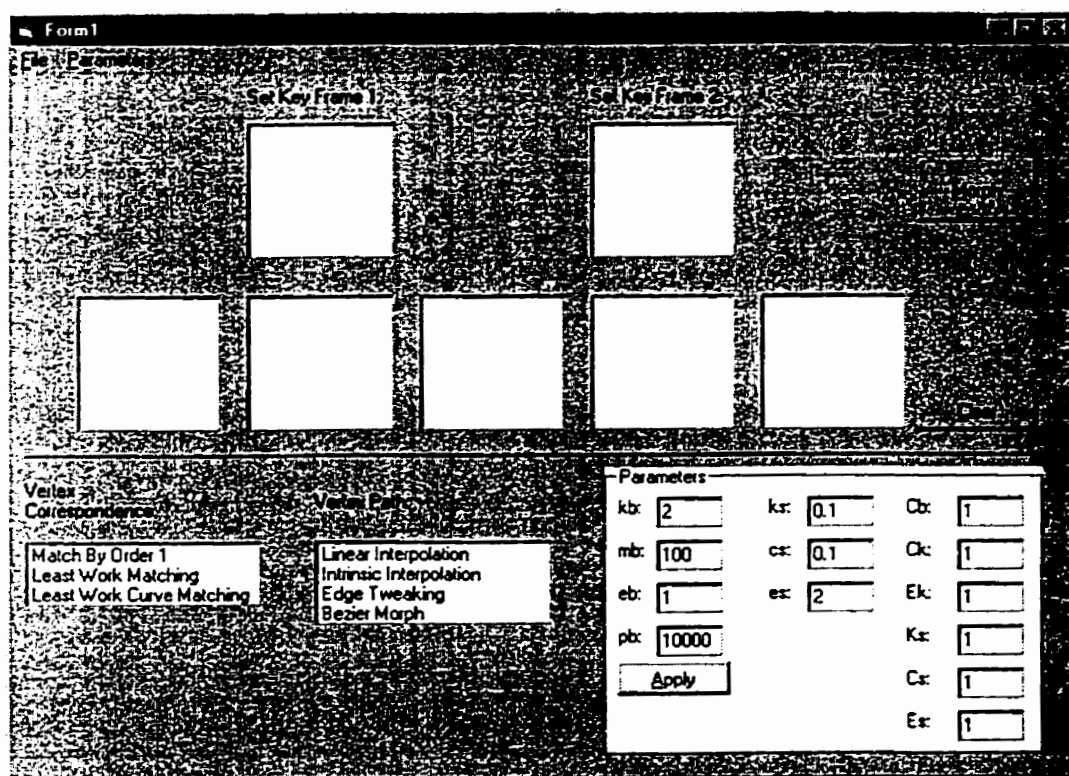 Form1
File Parameters
Set Key Frame 1
Set Key Frame 2
Clear
Vertex
Correspondence
Match By Order 1
Least Work Matching
Least Work Curve Matching
Vertex Path
Linear Interpolation
Intrinsic Interpolation
Edge Tweaking
Bezier Morph
Parameters
kb: 2
ks: 0.1
Cb: 1
mb: 100
cs: 0.1
Ck: 1
eb: 1
es: 2
Ek: 1
pb: 10000
Ks: 1
Apply
Cs: 1
Es: 1